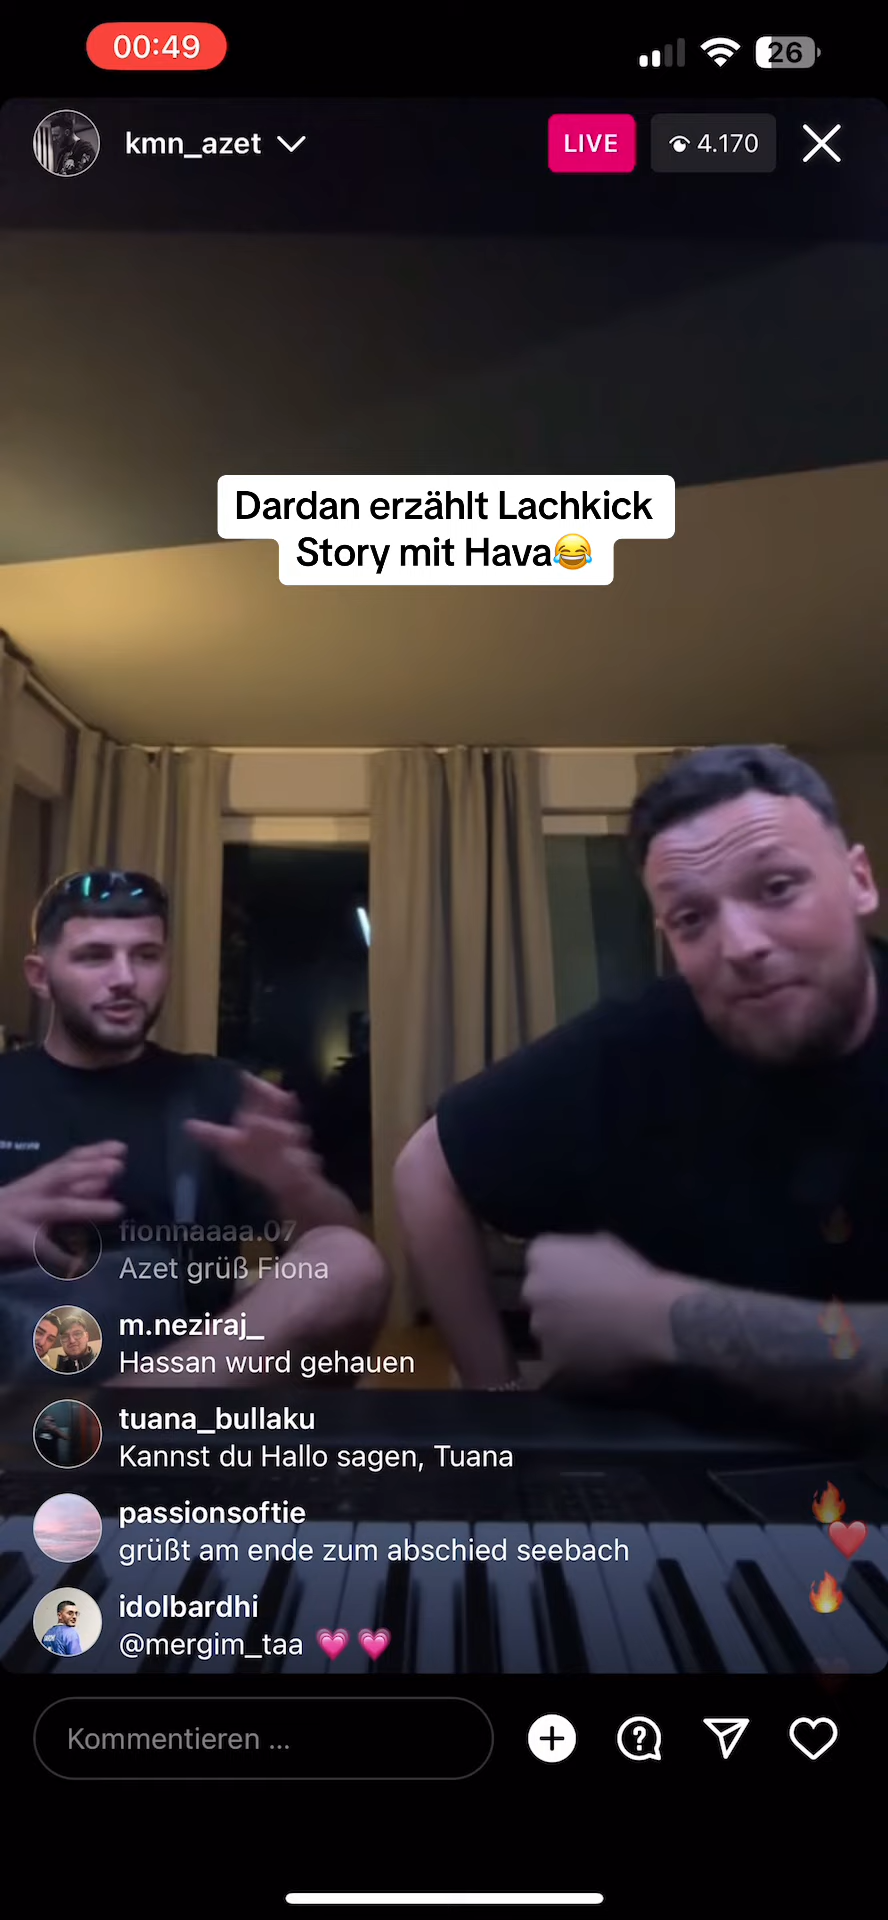 00:49
26
kmn_azet
LIVE
4.170
Dardan erzählt Lachkick
Story mit Hava😂
fionnaaaa.07
Azet grüß Fiona
m.neziraj_
Hassan wurd gehauen
tuana_bullaku
Kannst du Hallo sagen, Tuana
passionsoftie
grüßt am ende zum abschied seebach
idolbardhi
@mergim_taa 💗 💗
Kommentieren ...